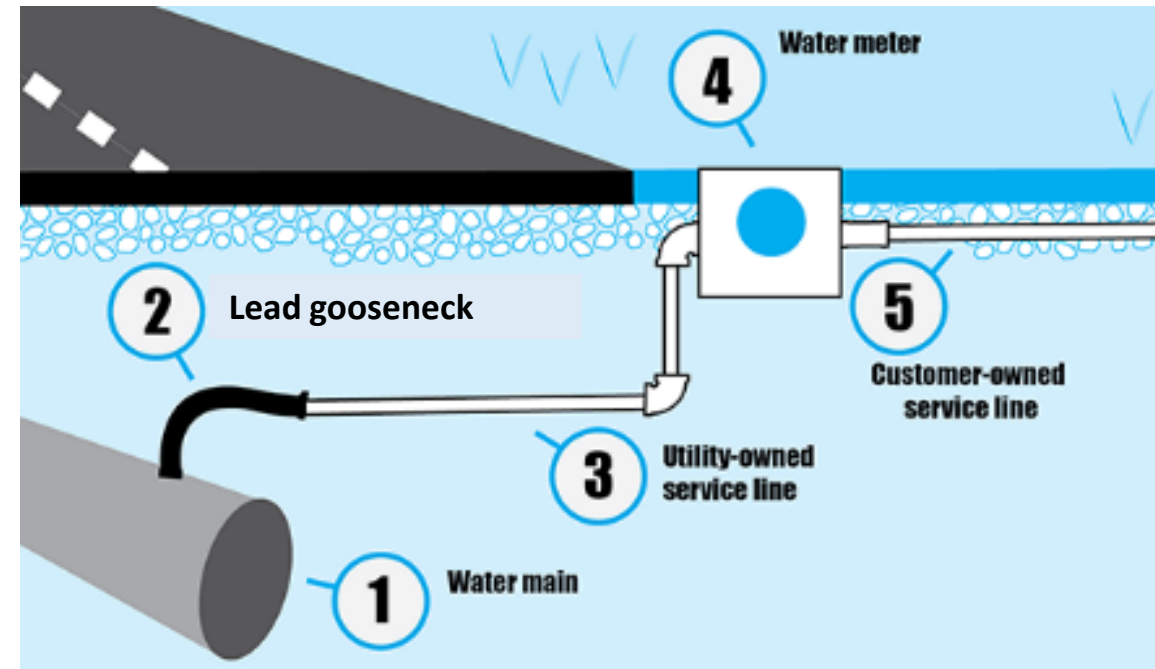 4
Water meter
2
Lead gooseneck
5
Customer-owned
service line
3
Utility-owned
service line
1
Water main